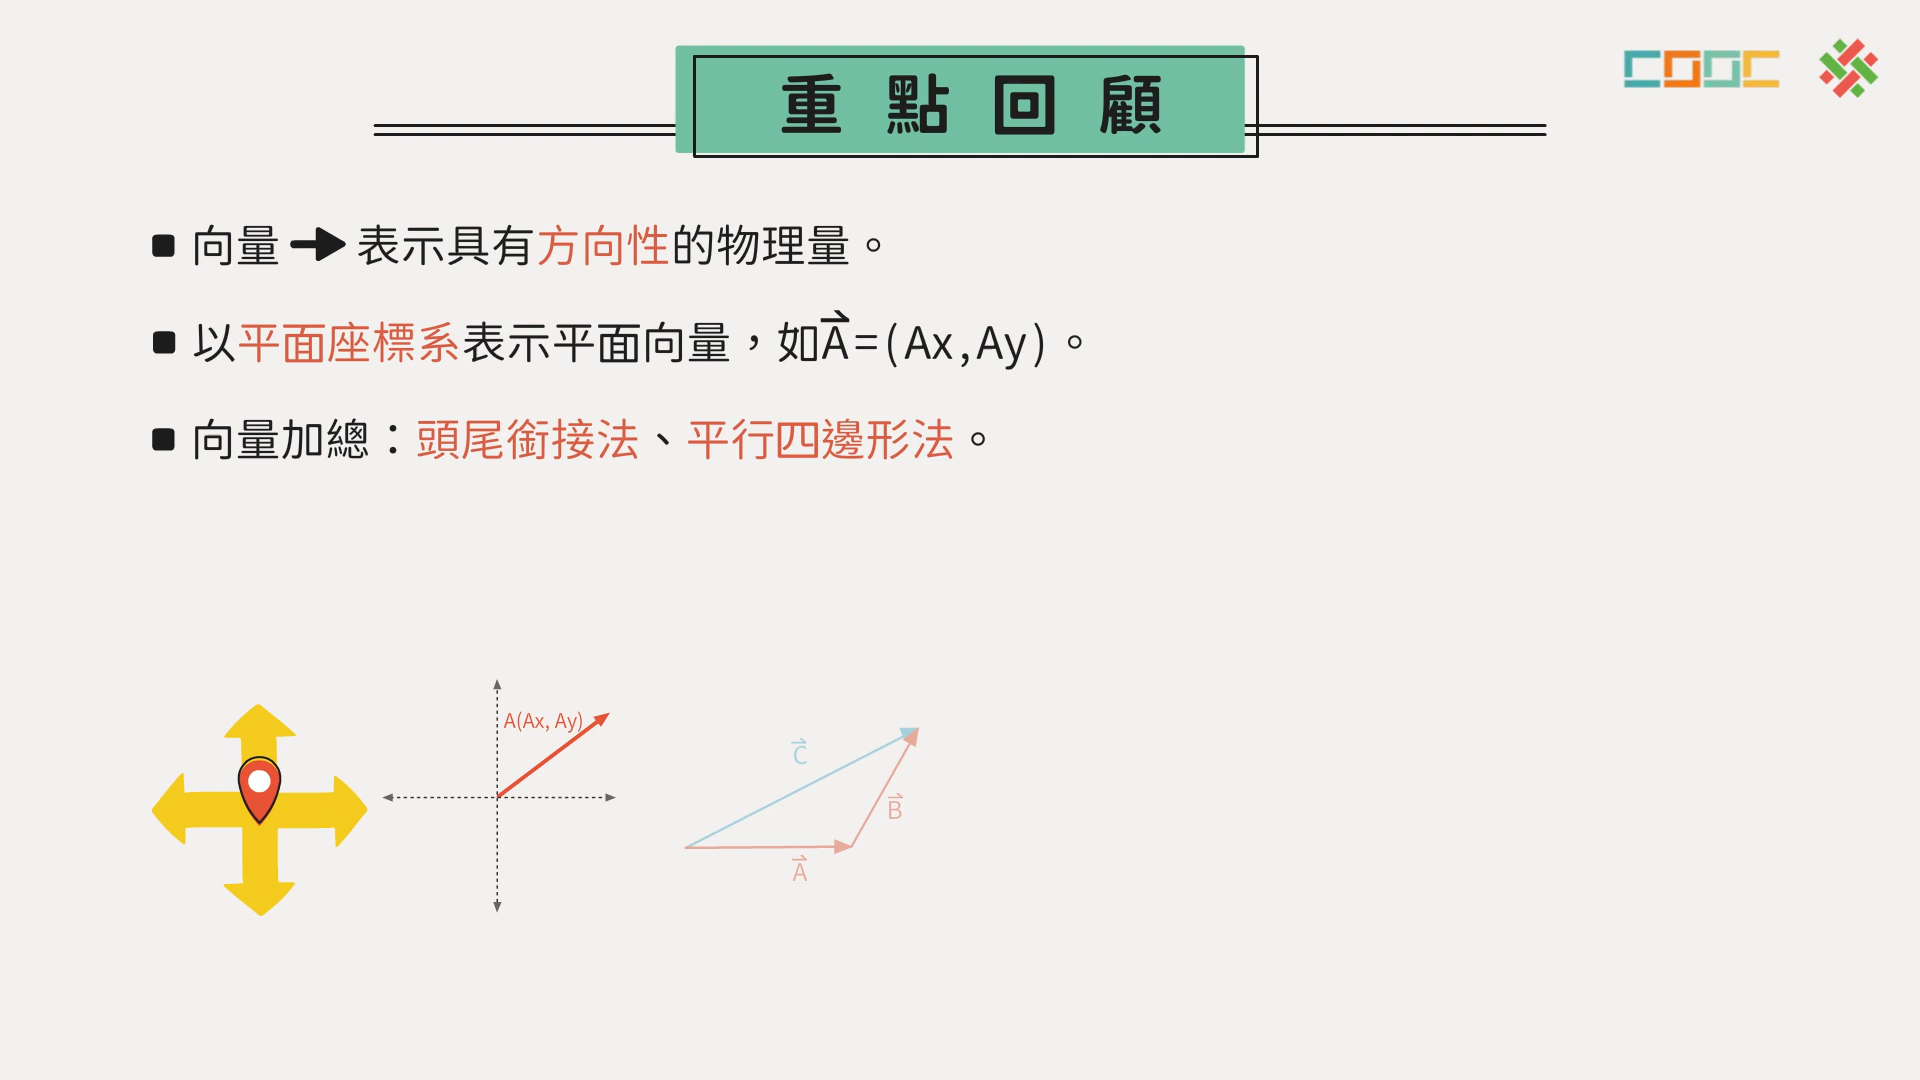 COOC
重點回顧
■ 向量➡表示具有方向性的物理量。
■ 以平面座標系表示平面向量，如A⃗=(Ax,Ay)。
■ 向量加總：頭尾銜接法、平行四邊形法。
A(Ax, Ay)
C⃗
B⃗
A⃗